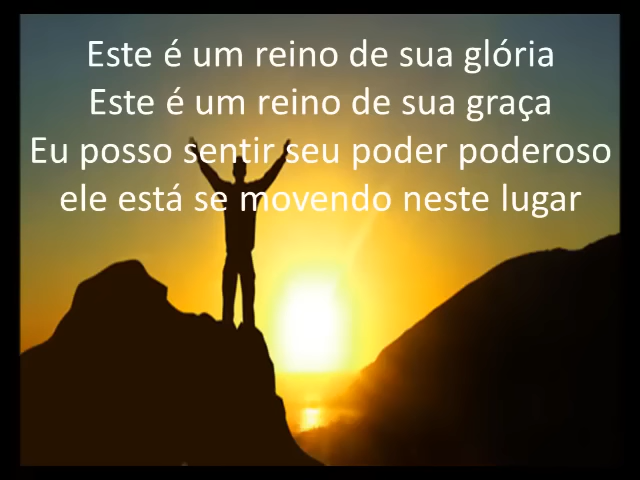 Este é um reino de sua glória
Este é um reino de sua graça
Eu posso sentir seu poder poderoso
ele está se movendo neste lugar